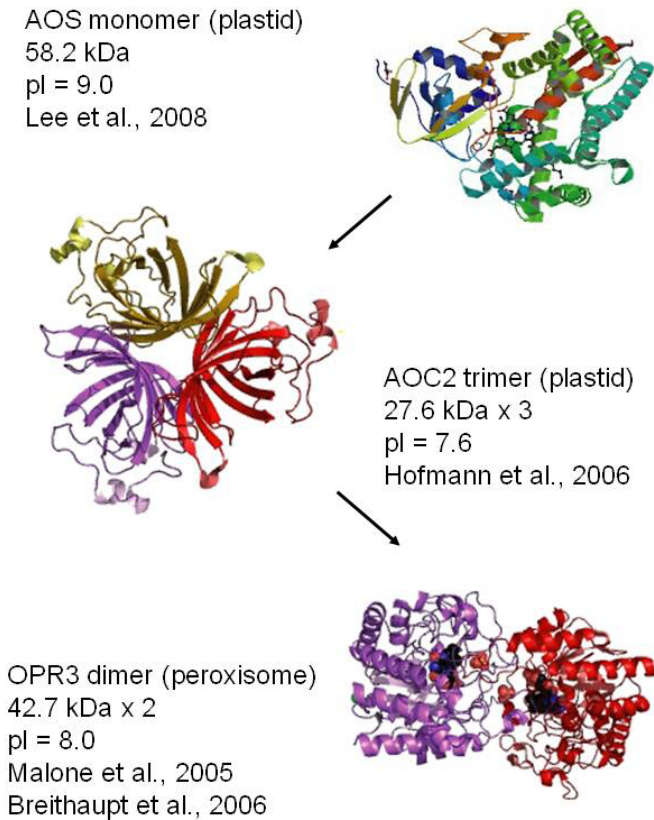 AOS monomer (plastid)
58.2 kDa
pI = 9.0
Lee et al., 2008
AOC2 trimer (plastid)
27.6 kDa x 3
pI = 7.6
Hofmann et al., 2006
OPR3 dimer (peroxisome)
42.7 kDa x 2
pI = 8.0
Malone et al., 2005
Breithaupt et al., 2006